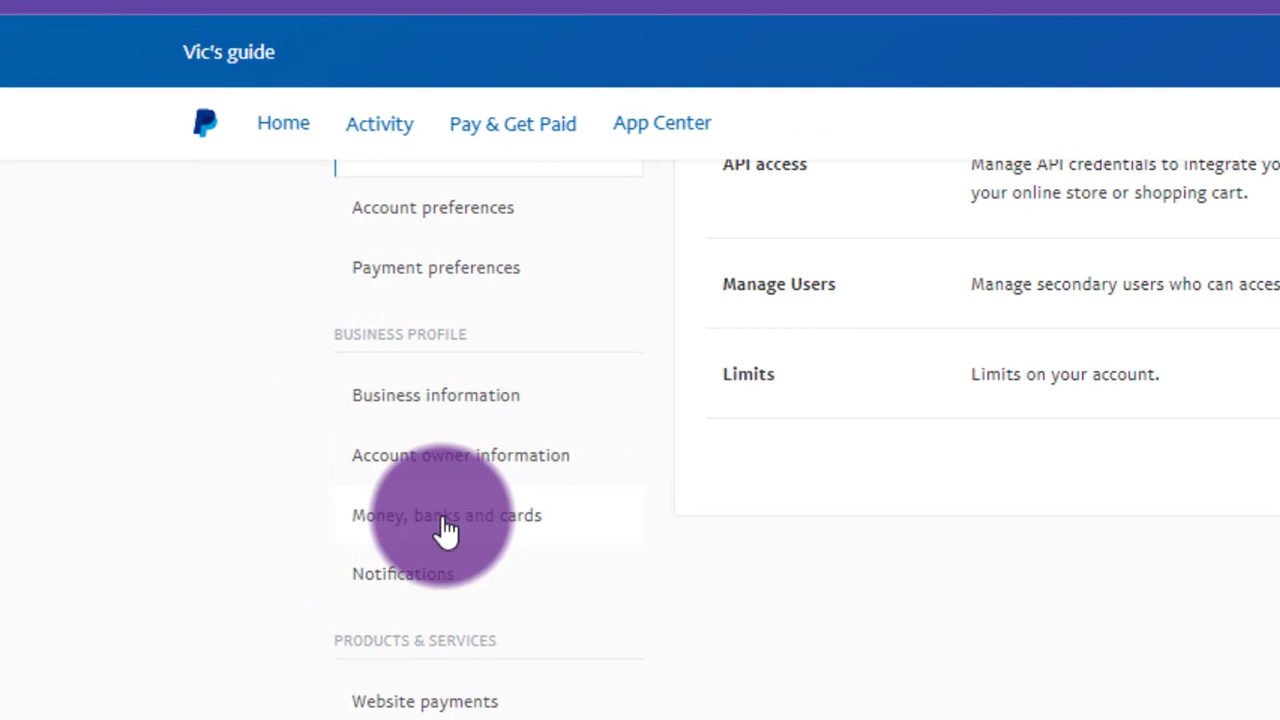 Vic's guide
Home Activity Pay & Get Paid App Center
Account preferences
Payment preferences
BUSINESS PROFILE
Business information
Account owner information
Money, banks and cards
Notifications
PRODUCTS & SERVICES
Website payments
API access Manage API credentials to integrate
your online store or shopping cart.
Manage Users Manage secondary users who can
Limits Limits on your account.